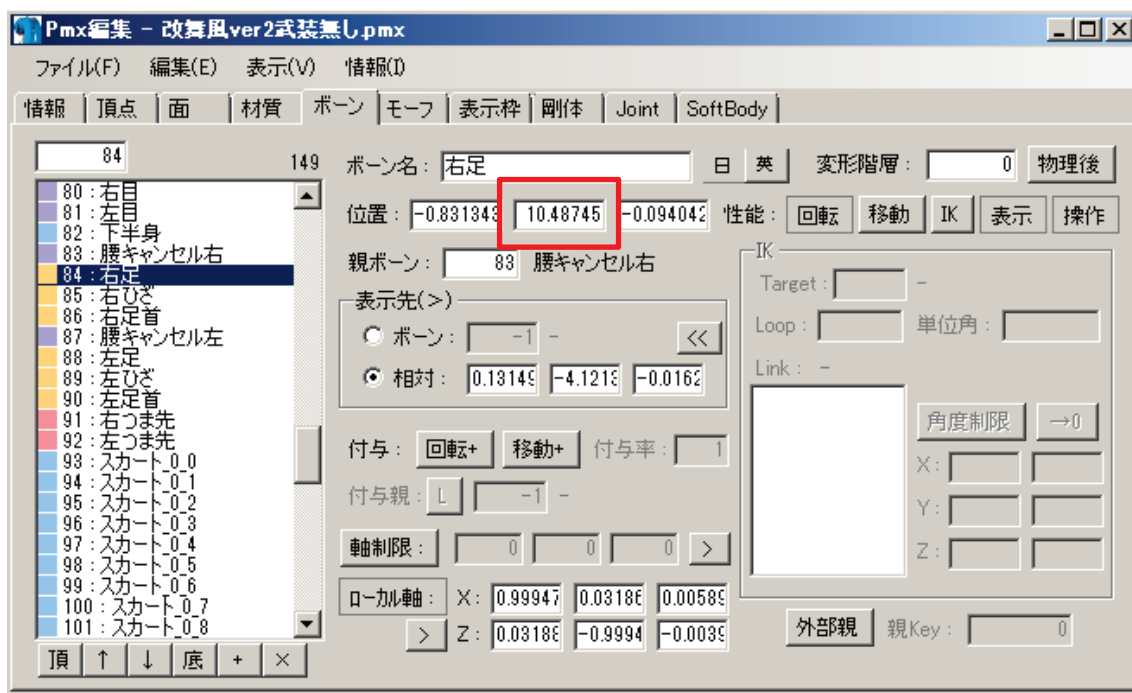 Pmx編集 - 改舞風ver2武装無し.pmx
ファイル(F) 編集(E) 表示(V) 情報(I)
情報 頂点 面 材質 ボーン モーフ 表示枠 剛体 Joint SoftBody
84 149
80：右目
81：左目
82：下半身
83：腰キャンセル右
84：右足
85：右ひざ
86：右足首
87：腰キャンセル左
88：左足
89：左ひざ
90：左足首
91：右つま先
92：左つま先
93：スカート_0_0
94：スカート_0_1
95：スカート_0_2
96：スカート_0_3
97：スカート_0_4
98：スカート_0_5
99：スカート_0_6
100：スカート_0_7
101：スカート_0_8
頂 ↑ ↓ 底 + ×
ボーン名： 右足 日 英 変形階層： 0 物理後
位置： -0.831343 10.48745 -0.094042 性能： 回転 移動 IK 表示 操作
親ボーン： 83 腰キャンセル右
表示先(>)
ボーン： -1 - <<
相対： 0.13149 -4.1213 -0.0162
付与： 回転+ 移動+ 付与率： 1
付与親： L -1 -
軸制限： 0 0 0 >
ローカル軸： X： 0.99947 0.03186 0.00589
> Z： 0.03188 -0.9994 -0.0039
IK
Target： -
Loop： 単位角：
Link： -
角度制限 →0
X：
Y：
Z：
外部親 親Key： 0